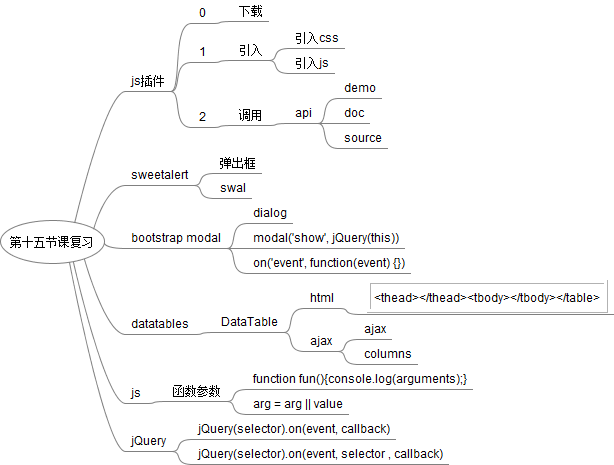 第十五节课复习
js插件
0
下载
1
引入
引入css
引入js
2
调用
api
demo
doc
source
sweetalert
弹出框
swal
bootstrap modal
dialog
modal('show', jQuery(this))
on('event', function(event) {})
datatables
DataTable
html
<thead></thead><tbody></tbody></table>
ajax
ajax
columns
js
函数参数
function fun(){console.log(arguments);}
arg = arg || value
jQuery
jQuery(selector).on(event, callback)
jQuery(selector).on(event, selector , callback)